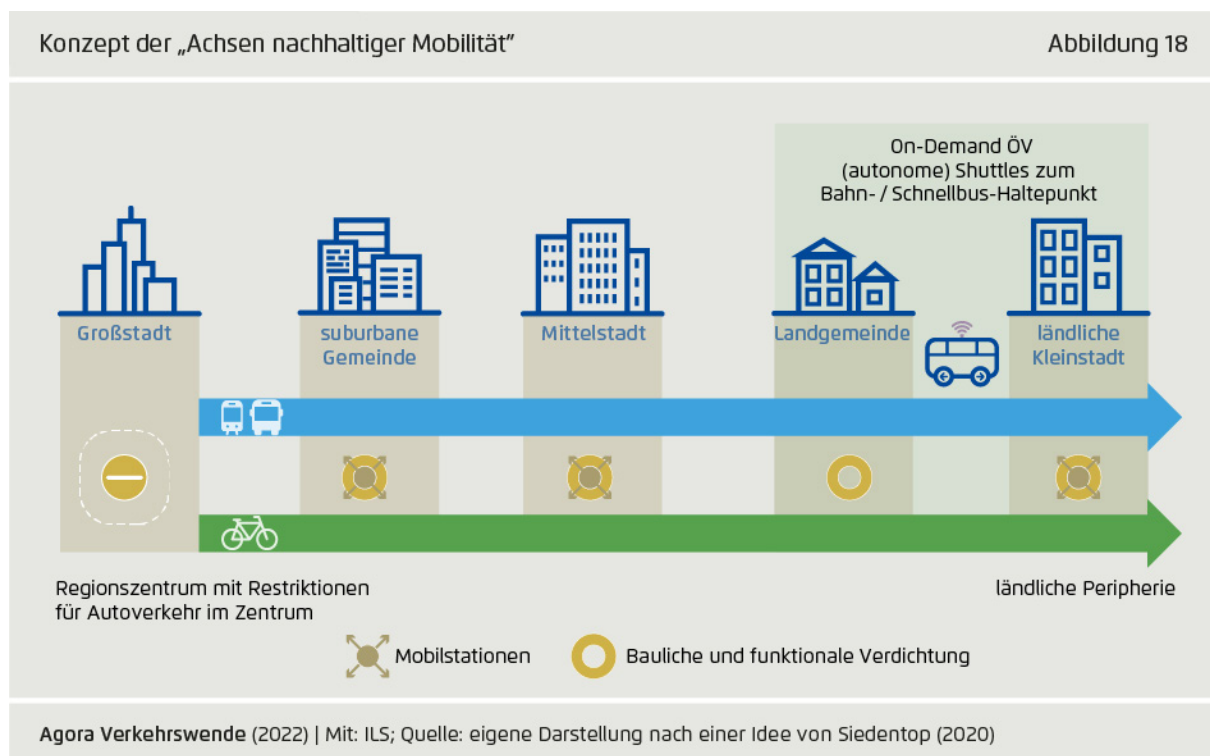 Konzept der „Achsen nachhaltiger Mobilität”
Abbildung 18
On-Demand ÖV
(autonome) Shuttles zum
Bahn- / Schnellbus-Haltepunkt
Großstadt
suburbane
Gemeinde
Mittelstadt
Landgemeinde
ländliche
Kleinstadt
Regionszentrum mit Restriktionen
für Autoverkehr im Zentrum
ländliche Peripherie
Mobilstationen
Bauliche und funktionale Verdichtung
Agora Verkehrswende (2022) | Mit: ILS; Quelle: eigene Darstellung nach einer Idee von Siedentop (2020)